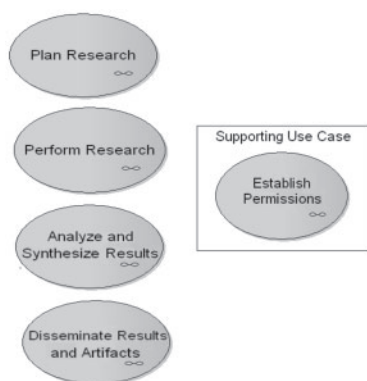 Plan Research
Perform Research
Analyze and
Synthesize Results
Disseminate Results
and Artifacts
Supporting Use Case
Establish
Permissions